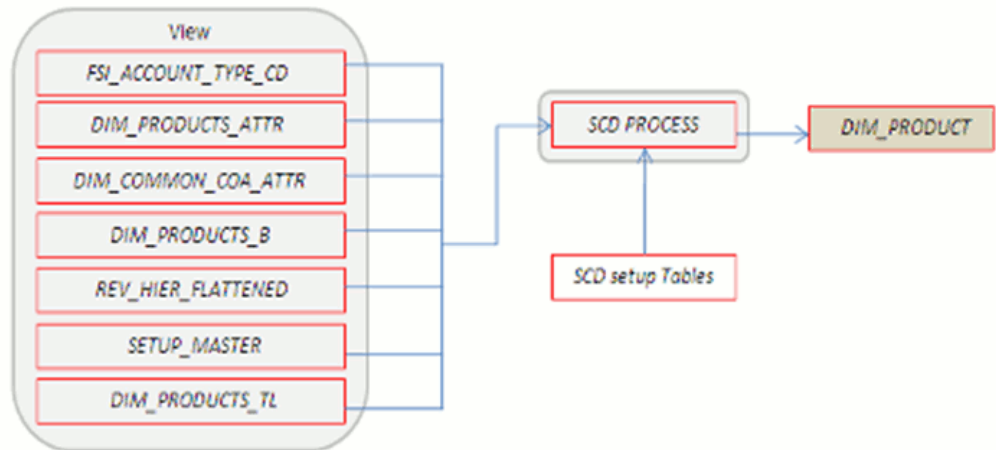 View
FSI_ACCOUNT_TYPE_CD
DIM_PRODUCTS_ATTR
DIM_COMMON_COA_ATTR
DIM_PRODUCTS_B
REV_HIER_FLATTENED
SETUP_MASTER
DIM_PRODUCTS_TL
SCD PROCESS
SCD setup Tables
DIM_PRODUCT